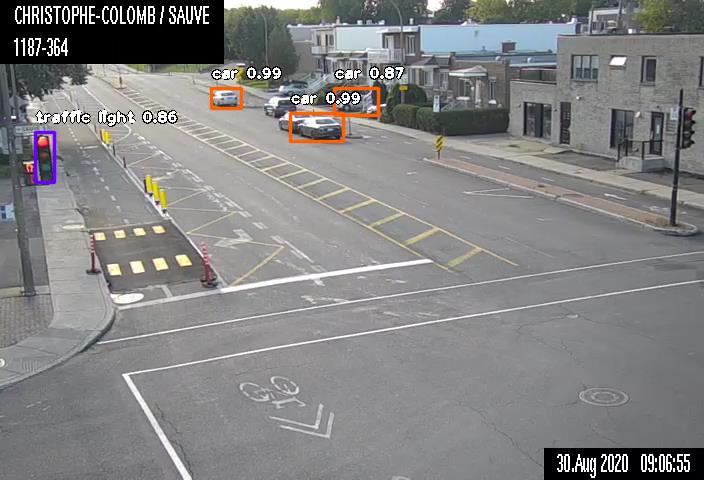 CHRISTOPHE-COLOMB / SAUVE
1187-364
car 0.99
car 0.87
car 0.99
traffic light 0.86
30.Aug 2020 09:06:55